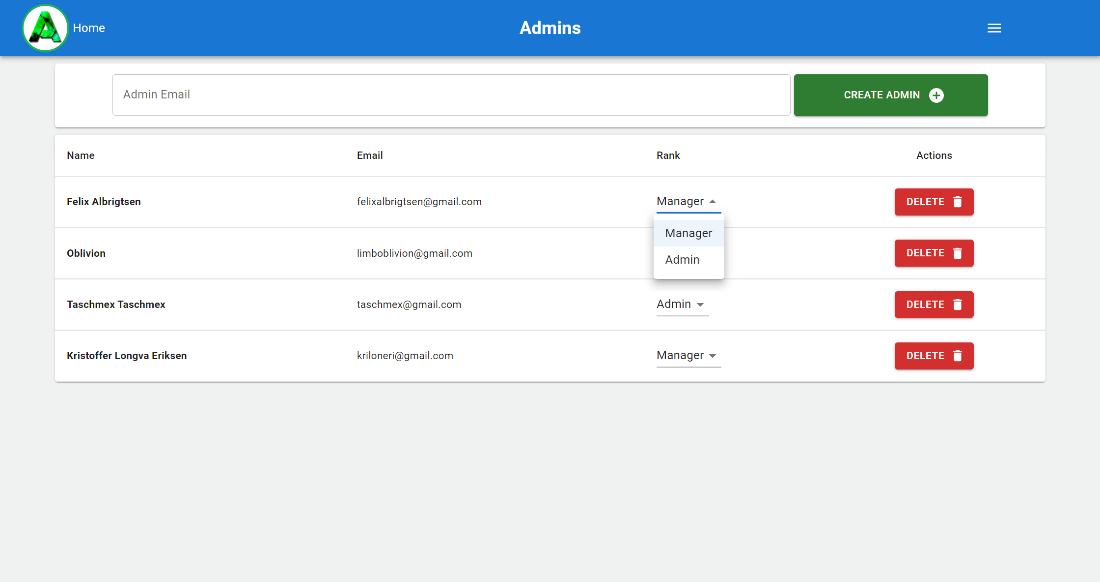 Home
Admins
Admin Email
CREATE ADMIN
Name Email Rank Actions
Felix Albrigtsen felixalbrigtsen@gmail.com Manager DELETE
Manager
Oblivion limboblivion@gmail.com DELETE
Admin
Taschmex Taschmex taschmex@gmail.com Admin DELETE
Kristoffer Longva Eriksen kriloneri@gmail.com Manager DELETE